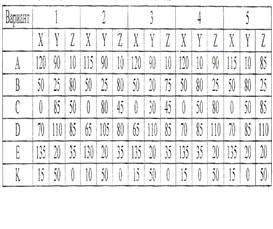 Вариант 1 2 3 4 5
X Y Z X Y Z X Y Z X Y Z X Y Z
A 120 90 10 115 90 10 120 90 10 120 10 90 115 10 85
B 50 25 80 50 25 80 50 20 75 50 80 25 50 80 25
C 0 85 50 0 80 45 0 30 45 0 50 80 0 50 85
D 70 110 85 65 105 80 65 110 85 70 85 110 70 85 110
E 135 20 35 130 20 35 135 20 35 135 35 20 135 35 20
K 15 50 0 10 50 0 15 50 0 15 0 50 15 0 50